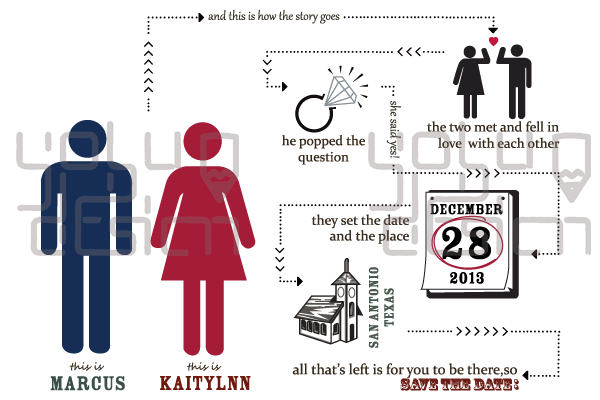 and this is how the story goes
the two met and fell in
love with each other
he popped the
question
she said yes!
DECEMBER
28
2013
they set the date
and the place
SAN ANTONIO
TEXAS
all that's left is for you to be there,so
SAVE THE DATE!
this is
MARCUS
this is
KAITYLNN